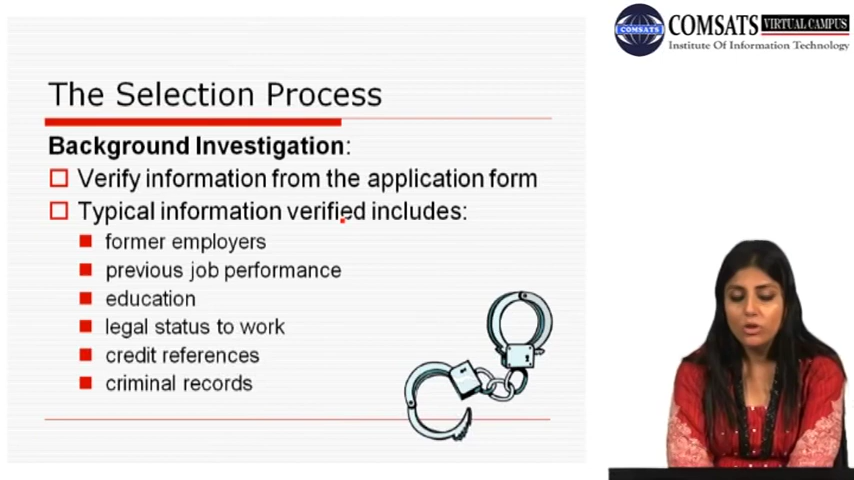 The Selection Process
Background Investigation:
Verify information from the application form
Typical information verified includes:
former employers
previous job performance
education
legal status to work
credit references
criminal records
COMSATS
COMSATS VIRTUAL CAMPUS
Institute Of Information Technology